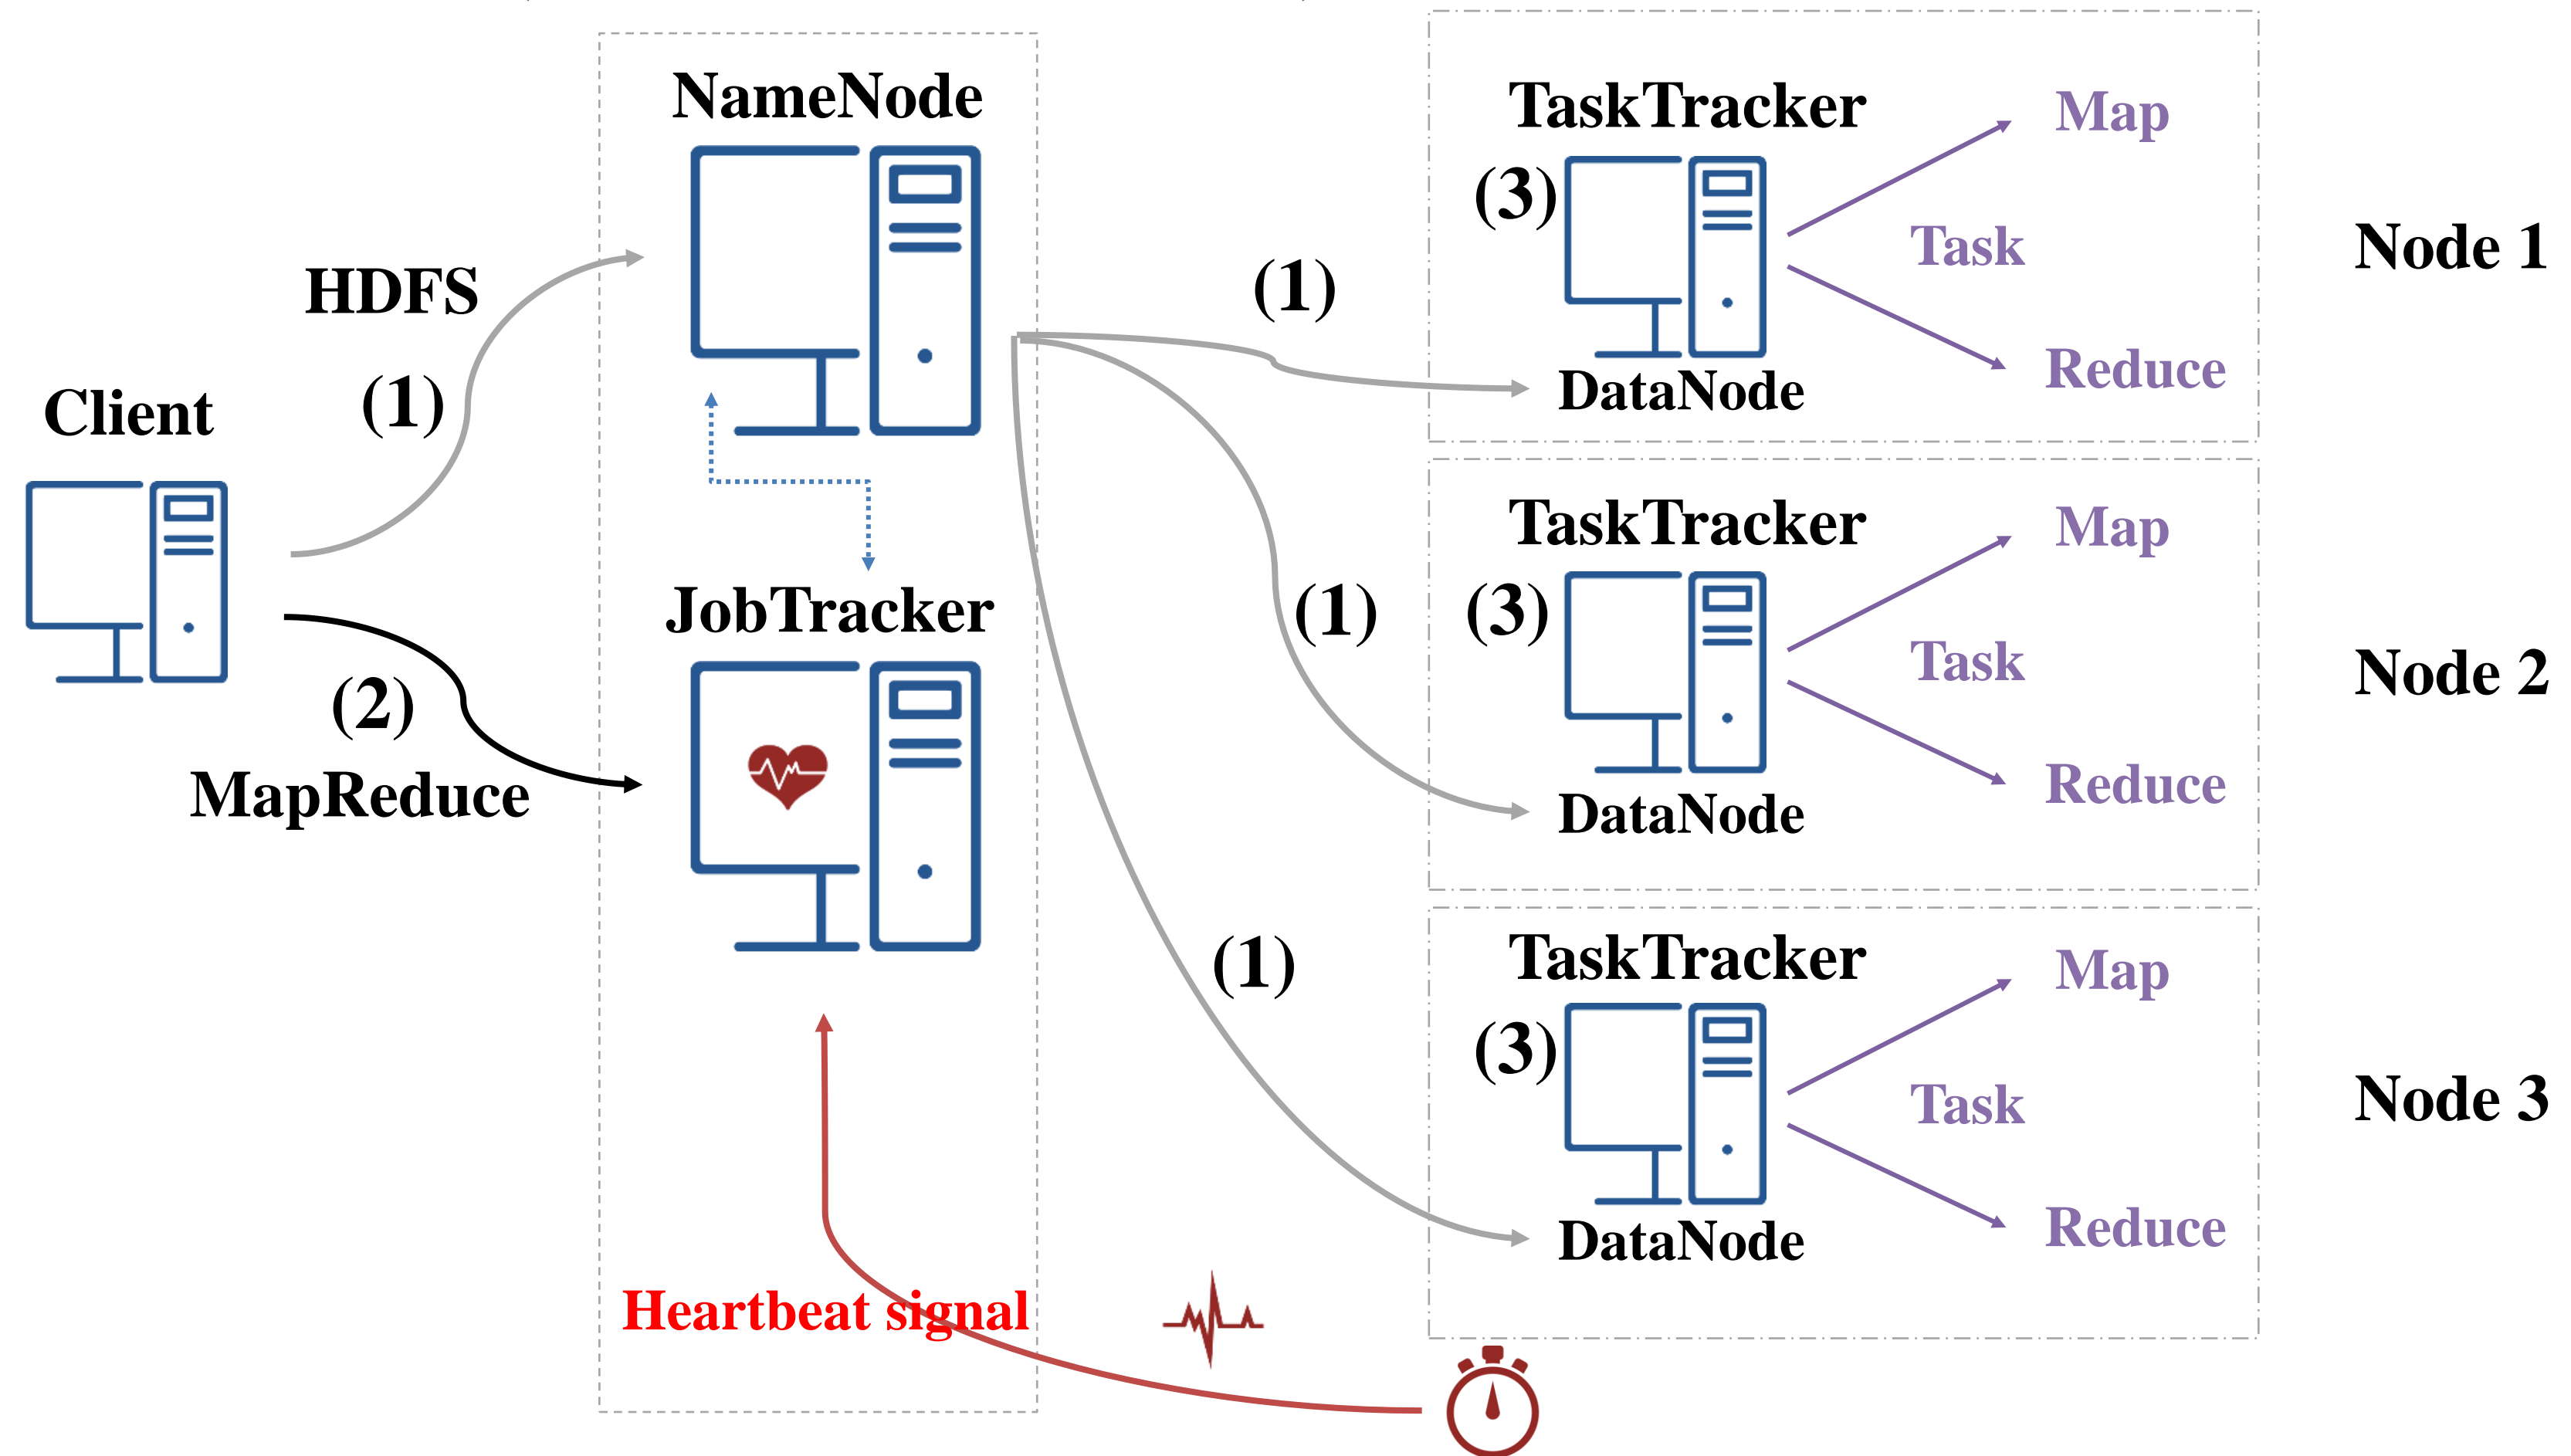 NameNode
HDFS
(1)
Client
(2)
MapReduce
JobTracker
Heartbeat signal
(1)
(1)
(1)
TaskTracker
(3)
DataNode
Map
Task
Reduce
Node 1
TaskTracker
(3)
DataNode
Map
Task
Reduce
Node 2
TaskTracker
(3)
DataNode
Map
Task
Reduce
Node 3